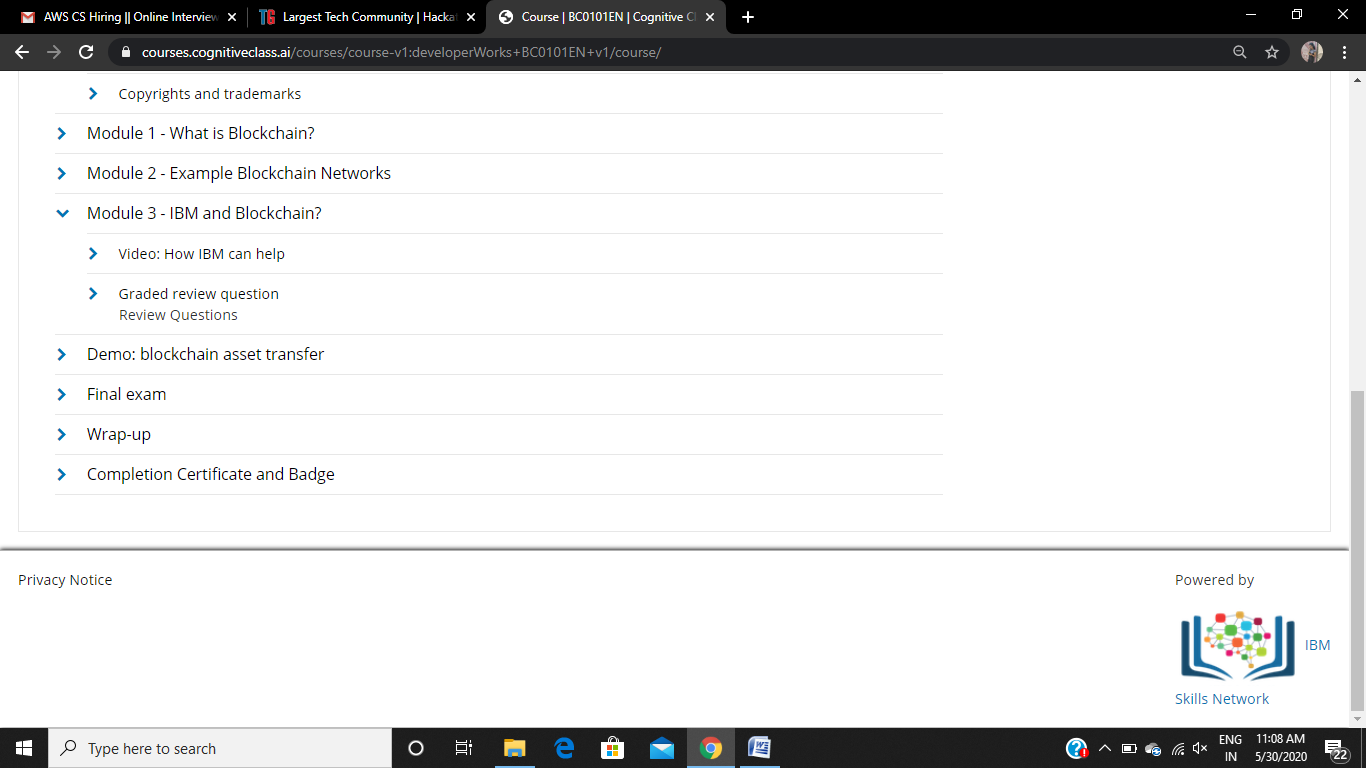 AWS CS Hiring || Online Interview
Largest Tech Community | Hackat
Course | BC0101EN | Cognitive Cl
courses.cognitiveclass.ai/courses/course-v1:developerWorks+BC0101EN+v1/course/
Copyrights and trademarks
Module 1 - What is Blockchain?
Module 2 - Example Blockchain Networks
Module 3 - IBM and Blockchain?
Video: How IBM can help
Graded review question
Review Questions
Demo: blockchain asset transfer
Final exam
Wrap-up
Completion Certificate and Badge
Privacy Notice
Powered by
IBM
Skills Network
Type here to search
ENG
IN
11:08 AM
5/30/2020
22